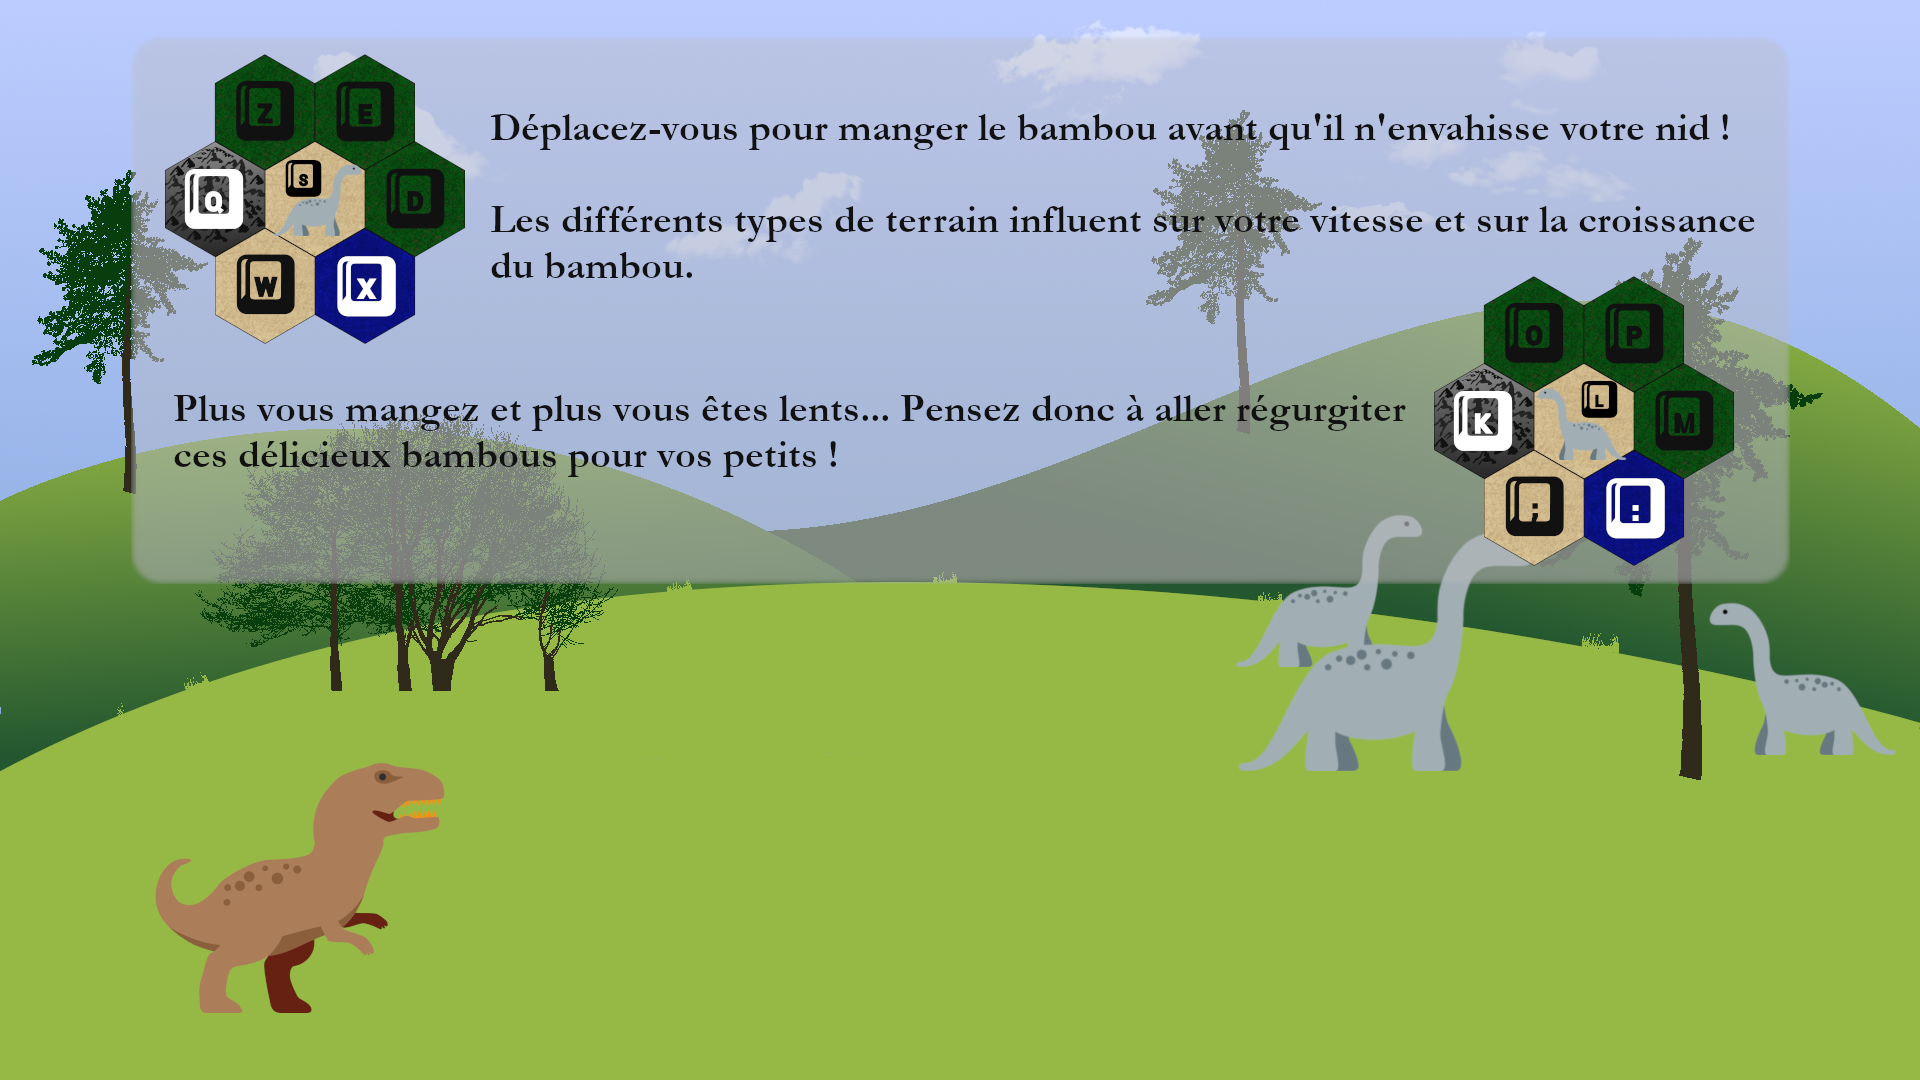 Z E
Q S D
W X
Déplacez-vous pour manger le bambou avant qu'il n'envahisse votre nid !
Les différents types de terrain influent sur votre vitesse et sur la croissance
du bambou.
Plus vous mangez et plus vous êtes lents... Pensez donc à aller régurgiter
ces délicieux bambous pour vos petits !
O P
K L M
; :